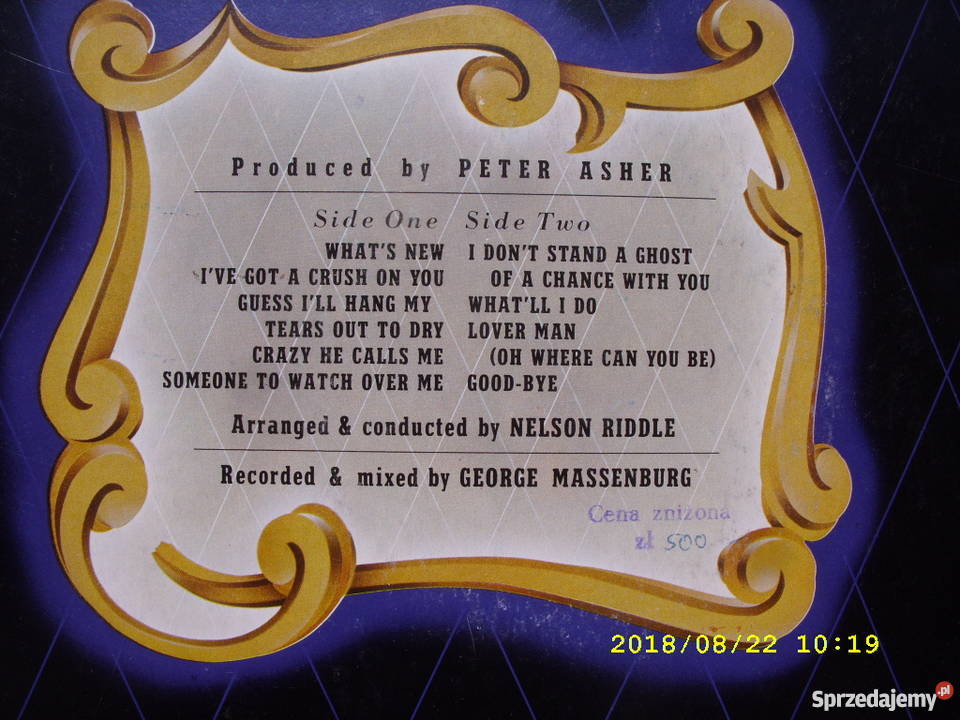 Produced by PETER ASHER
Side One
WHAT'S NEW
I'VE GOT A CRUSH ON YOU
GUESS I'LL HANG MY
TEARS OUT TO DRY
CRAZY HE CALLS ME
SOMEONE TO WATCH OVER ME
Side Two
I DON'T STAND A GHOST
OF A CHANCE WITH YOU
WHAT'LL I DO
LOVER MAN
(OH WHERE CAN YOU BE)
GOOD-BYE
Arranged & conducted by NELSON RIDDLE
Recorded & mixed by GEORGE MASSENBURG
Cena zniżona
zł 500
2018/08/22 10:19
Sprzedajemy.pl